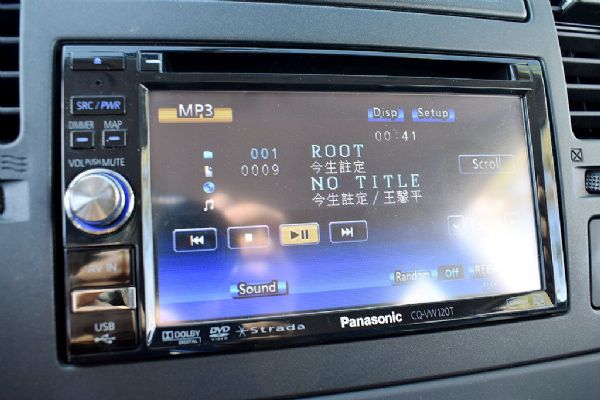 SRC/PWR
DIMMER MAP
VOL PUSH MUTE
AV IN
USB
MP3
Disp Setup
00:41
001 ROOT
0009 今生註定
Scroll
NO TITLE
今生註定/王馨平
Random Off
Sound
DOLBY DIGITAL DVD VIDEO Strada Panasonic CQ-VW120T